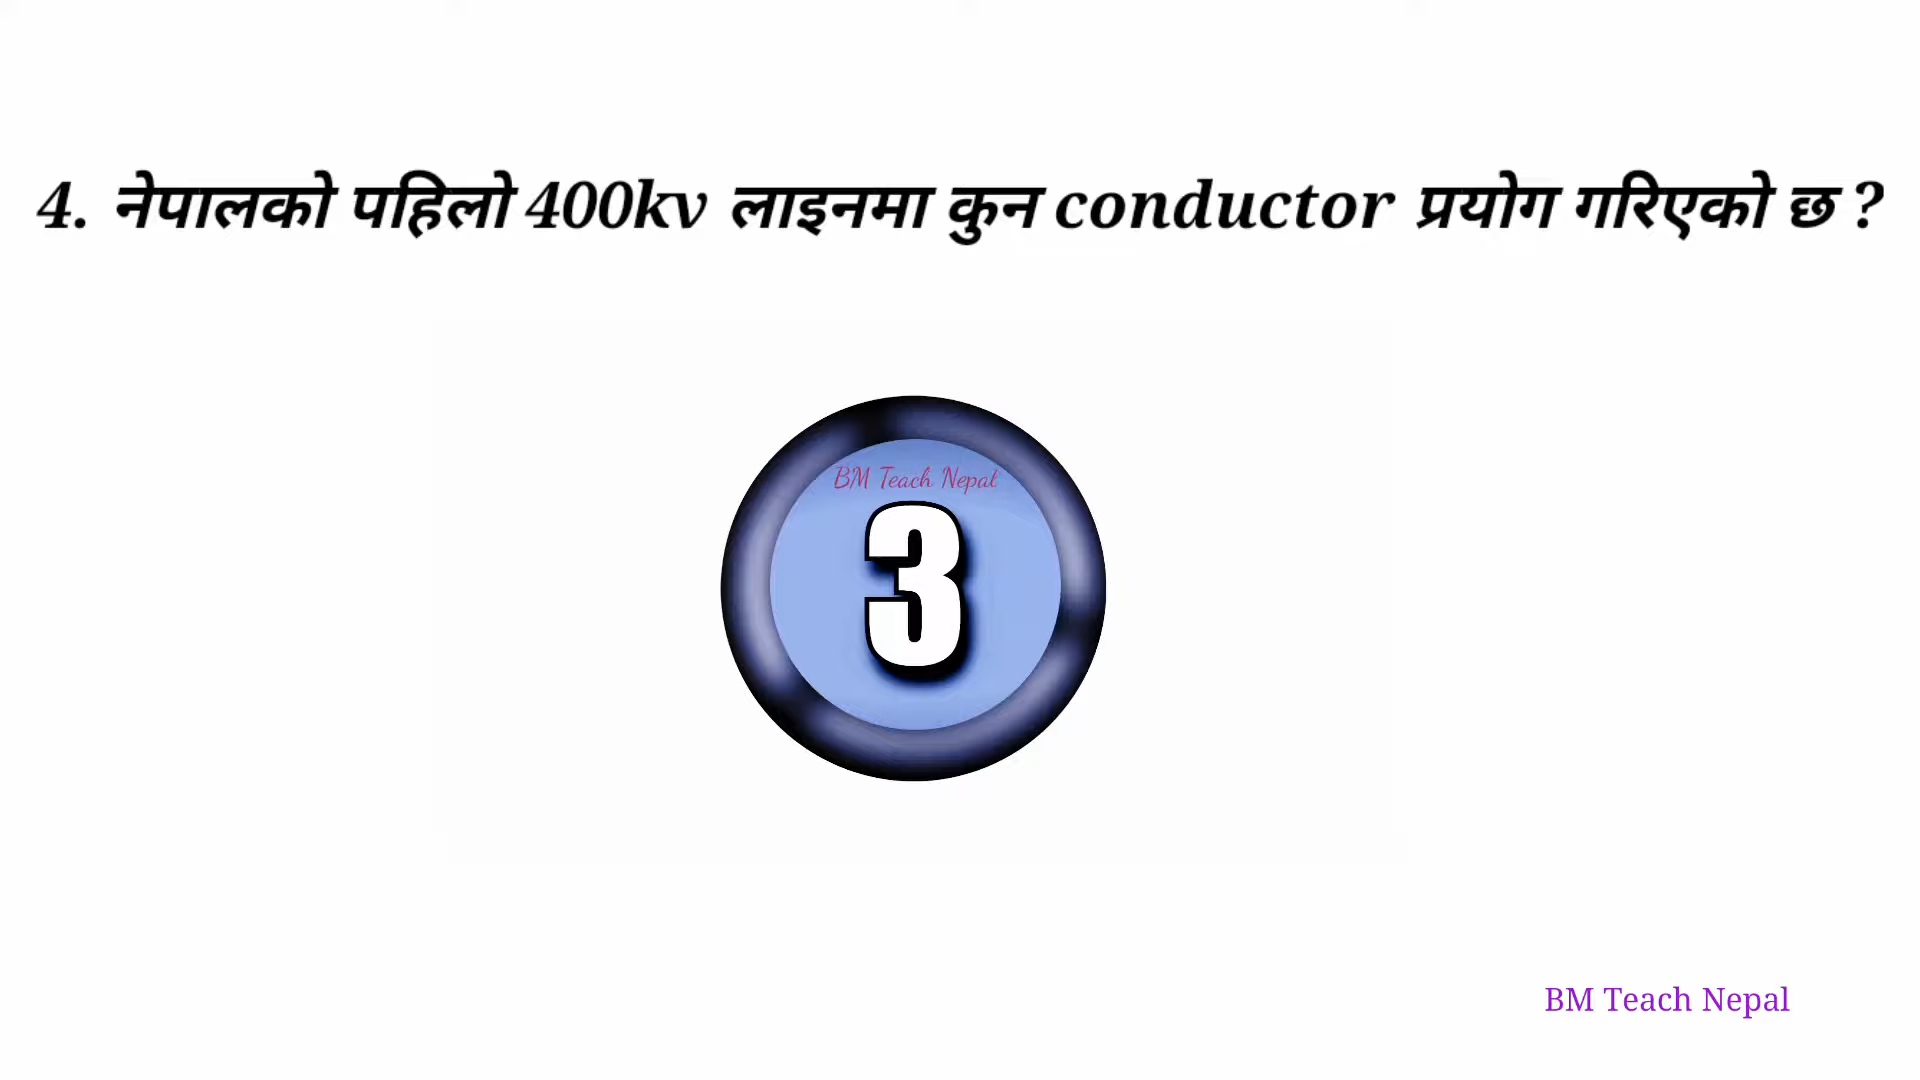 4. नेपालको पहिलो 400kv लाइनमा कुन conductor प्रयोग गरिएको छ ?
BM Teach Nepal
3
BM Teach Nepal